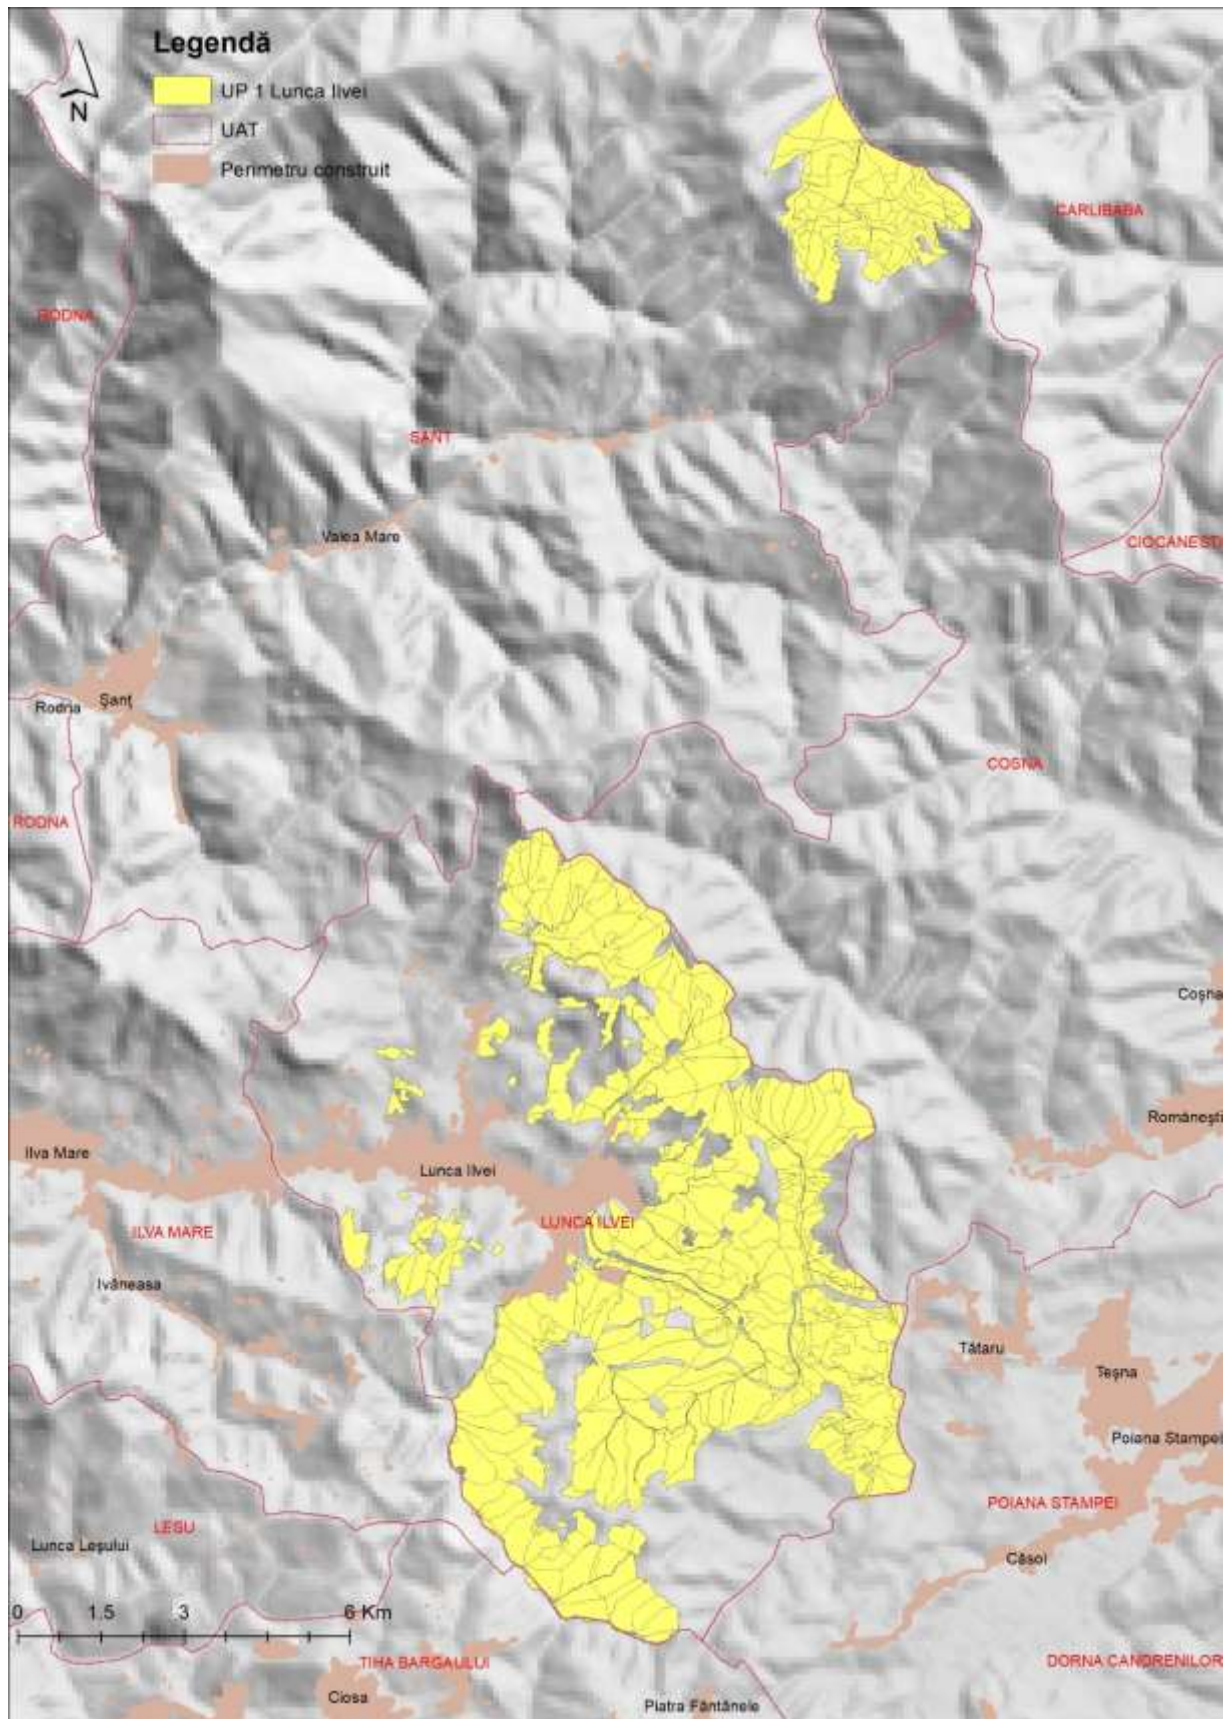 Legendă
UP 1 Lunca Ilvei
UAT
Perimetru construit
N
CARLIBABA
RODNA
SANT
Valea Mare
CIOCANESTI
Rodna
Şanţ
COSNA
RODNA
Coşna
Româneşti
Ilva Mare
Lunca Ilvei
LUNCA ILVEI
ILVA MARE
Ivăneasa
Tătaru
Teşna
Poiana Stampei
POIANA STAMPEI
LESU
Lunca Leşului
Căsoi
0 1.5 3 6 Km
TIHA BARGAULUI
DORNA CANDRENILOR
Ciosa
Piatra Fântânele